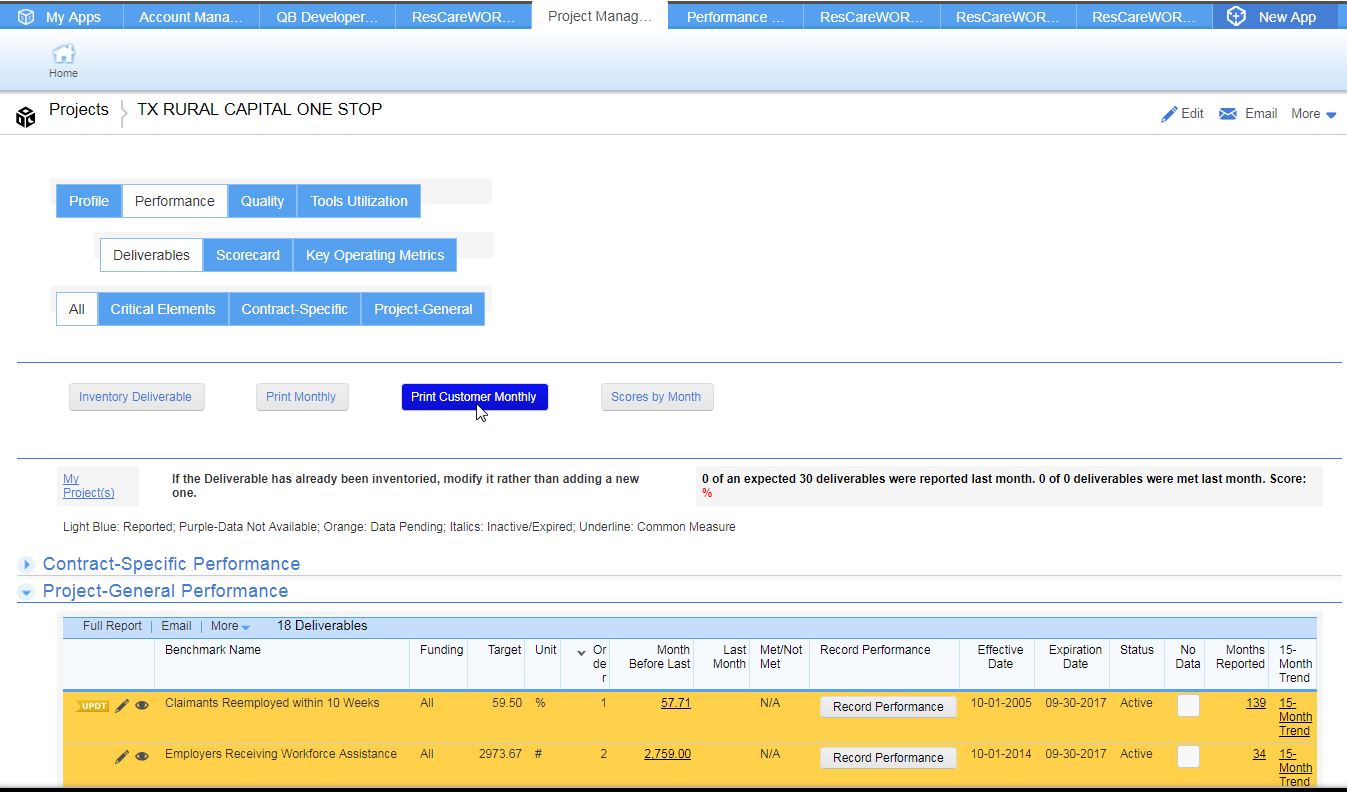 My Apps Account Mana... QB Developer... ResCareWOR... Project Manag... Performance ... ResCareWOR... ResCareWOR... ResCareWOR... New App
Home
Projects TX RURAL CAPITAL ONE STOP Edit Email More
Profile Performance Quality Tools Utilization
Deliverables Scorecard Key Operating Metrics
All Critical Elements Contract-Specific Project-General
Inventory Deliverable Print Monthly Print Customer Monthly Scores by Month
My Project(s)
If the Deliverable has already been inventoried, modify it rather than adding a new
one.
0 of an expected 30 deliverables were reported last month. 0 of 0 deliverables were met last month. Score:
%
Light Blue: Reported; Purple-Data Not Available; Orange: Data Pending; Italics: Inactive/Expired; Underline: Common Measure
Contract-Specific Performance
Project-General Performance
Full Report | Email | More 18 Deliverables
Benchmark Name Funding Target Unit Or der Month Before Last Last Month Met/Not Met Record Performance Effective Date Expiration Date Status No Data Months Reported 15-Month Trend
UPDT Claimants Reemployed within 10 Weeks All 59.50 % 1 57.71 N/A Record Performance 10-01-2005 09-30-2017 Active 139 15-Month Trend
Employers Receiving Workforce Assistance All 2973.67 # 2 2,759.00 N/A Record Performance 10-01-2014 09-30-2017 Active 34 15-Month Trend